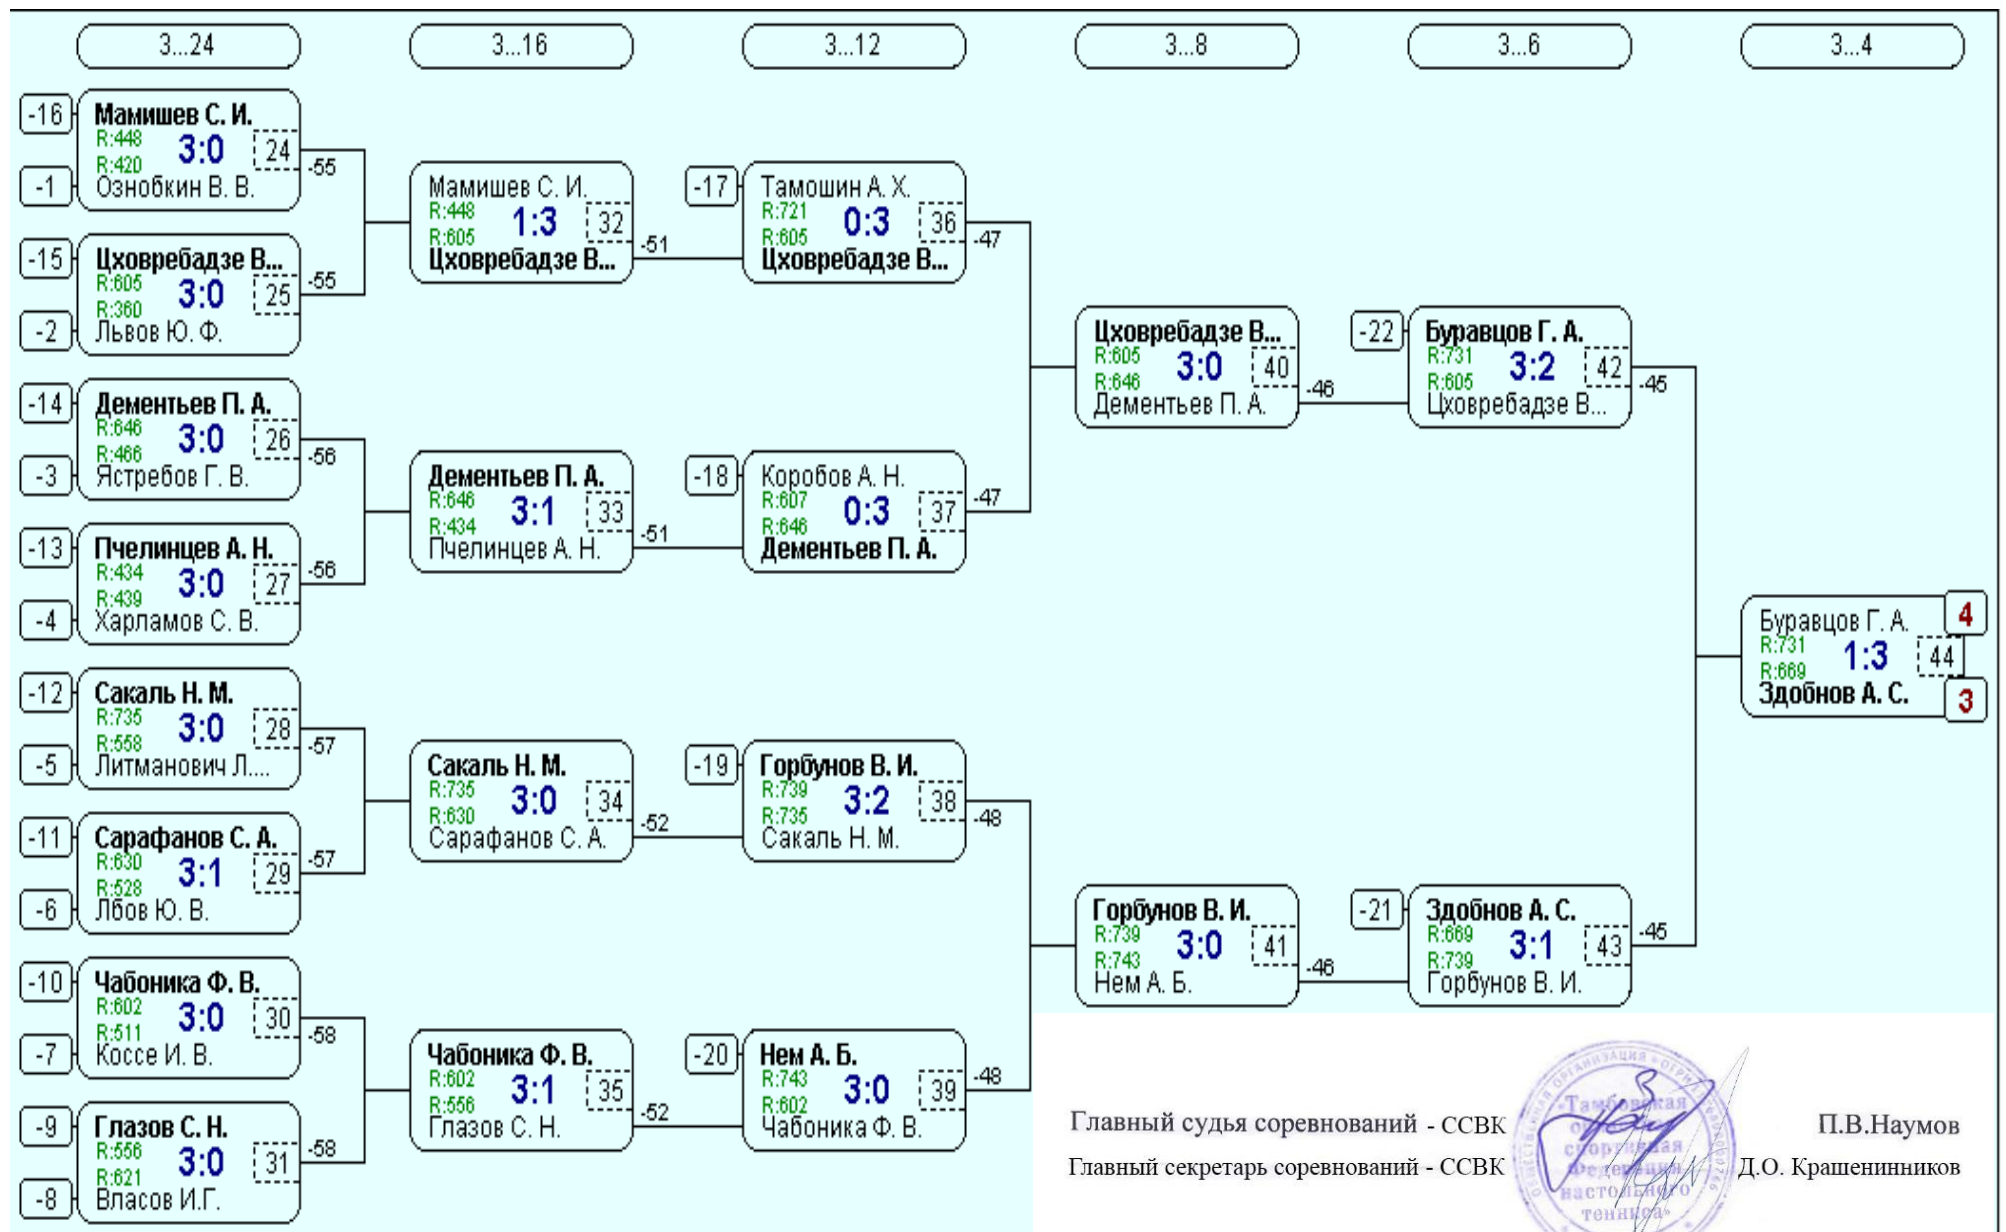 3...24
3...16
3...12
3...8
3...6
3...4
-16
Мамишев С. И.
R:448
3:0
24
R:420
-1
Ознобкин В. В.
-55
-15
Цховребадзе В...
R:605
3:0
25
R:360
-2
Львов Ю. Ф.
-55
-14
Дементьев П. А.
R:646
3:0
26
R:466
-3
Ястребов Г. В.
-56
-13
Пчелинцев А. Н.
R:434
3:0
27
R:439
-4
Харламов С. В.
-56
-12
Сакаль Н. М.
R:735
3:0
28
R:558
-5
Литманович Л....
-57
-11
Сарафанов С. А.
R:630
3:1
29
R:528
-6
Лбов Ю. В.
-57
-10
Чабоника Ф. В.
R:602
3:0
30
R:511
-7
Коссе И. В.
-58
-9
Глазов С. Н.
R:556
3:0
31
R:621
-8
Власов И.Г.
-58
Мамишев С. И.
R:448
1:3
32
R:605
Цховребадзе В...
-51
Дементьев П. А.
R:646
3:1
33
R:434
Пчелинцев А. Н.
-51
Сакаль Н. М.
R:735
3:0
34
R:630
Сарафанов С. А.
-52
Чабоника Ф. В.
R:602
3:1
35
R:556
Глазов С. Н.
-52
-17
Тамошин А. Х.
R:721
0:3
36
R:605
Цховребадзе В...
-47
-18
Коробов А. Н.
R:607
0:3
37
R:646
Дементьев П. А.
-47
-19
Горбунов В. И.
R:739
3:2
38
R:735
Сакаль Н. М.
-48
-20
Нем А. Б.
R:743
3:0
39
R:602
Чабоника Ф. В.
-48
Цховребадзе В...
R:605
3:0
40
R:646
Дементьев П. А.
-46
Горбунов В. И.
R:739
3:0
41
R:743
Нем А. Б.
-46
-22
Буравцов Г. А.
R:731
3:2
42
R:605
Цховребадзе В...
-45
-21
Здобнов А. С.
R:669
3:1
43
R:739
Горбунов В. И.
-45
Буравцов Г. А.
4
R:731
1:3
44
R:669
Здобнов А. С.
3
Главный судья соревнований - ССВК П.В.Наумов
Главный секретарь соревнований - ССВК Д.О. Крашенинников
«Тамбовская
спортивная
Федерация
настольного
тенниса»